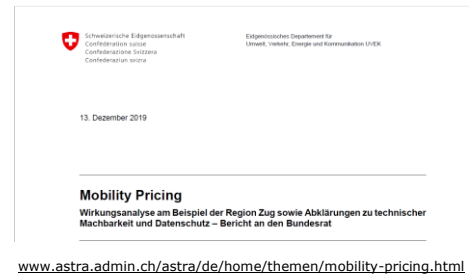 Schweizerische Eidgenossenschaft
Confédération suisse
Confederazione Svizzera
Confederaziun svizra
Eidgenössisches Departement für
Umwelt, Verkehr, Energie und Kommunikation UVEK
13. Dezember 2019
Mobility Pricing
Wirkungsanalyse am Beispiel der Region Zug sowie Abklärungen zu technischer
Machbarkeit und Datenschutz – Bericht an den Bundesrat
www.astra.admin.ch/astra/de/home/themen/mobility-pricing.html